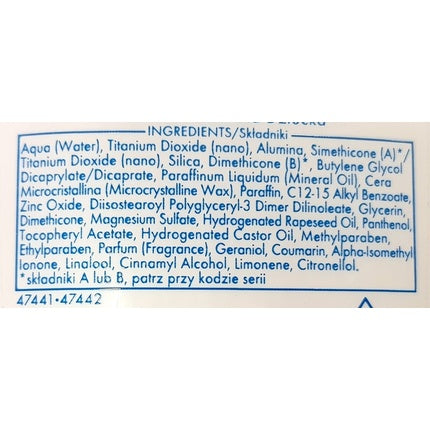 INGREDIENTS/Składniki
Aqua (Water), Titanium Dioxide (nano), Alumina, Simethicone (A)*/
Titanium Dioxide (nano), Silica, Dimethicone (B)*, Butylene Glycol
Dicaprylate/Dicaprate, Paraffinum Liquidum (Mineral Oil), Cera
Microcristallina (Microcrystalline Wax), Paraffin, C12-15 Alkyl Benzoate,
Zinc Oxide, Diisostearoyl Polyglyceryl-3 Dimer Dilinoleate, Glycerin,
Dimethicone, Magnesium Sulfate, Hydrogenated Rapeseed Oil, Panthenol,
Tocopheryl Acetate, Hydrogenated Castor Oil, Methylparaben,
Ethylparaben, Parfum (Fragrance), Geraniol, Coumarin, Alpha-Isomethyl
Ionone, Linalool, Cinnamyl Alcohol, Limonene, Citronellol.
*składniki A lub B, patrz przy kodzie serii
47441·47442